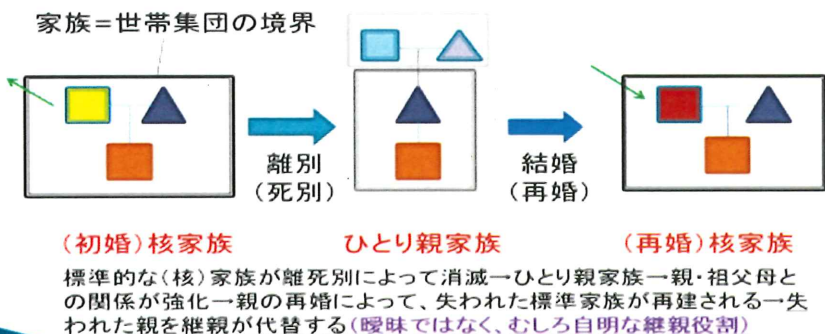 家族=世帯集団の境界
離別
(死別)
結婚
(再婚)
(初婚)核家族
ひとり親家族
(再婚)核家族
標準的な(核)家族が離死別によって消滅→ひとり親家族→親・祖父母と
の関係が強化→親の再婚によって、失われた標準家族が再建される→失
われた親を継親が代替する(曖昧ではなく、むしろ自明な継親役割)